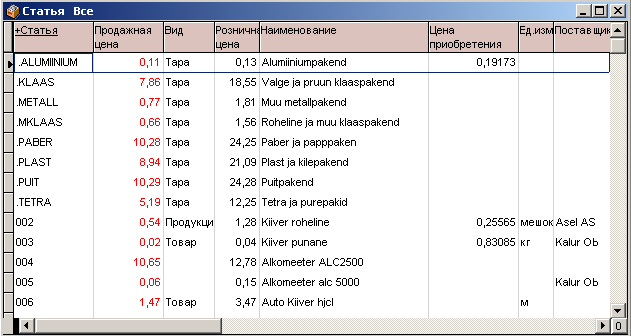 Статья Все
+Статья Продажная цена Вид Рознична цена Наименование Цена приобретения Ед.изм Поставщик
.ALUMIINIUM 0,11 Тара 0,13 Alumiiniumpakend 0,19173
.KLAAS 7,86 Тара 18,55 Valge ja pruun klaaspakend
.METALL 0,77 Тара 1,81 Muu metallpakend
.MKLAAS 0,66 Тара 1,56 Roheline ja muu klaaspakend
.PABER 10,28 Тара 24,25 Paber ja papppaken
.PLAST 8,94 Тара 21,09 Plast ja kilepakend
.PUIT 10,29 Тара 24,28 Puitpakend
.TETRA 5,19 Тара 12,25 Tetra ja purepakid
002 0,54 Продукци 1,28 Kiiver roheline 0,25565 мешок Asel AS
003 0,02 Товар 0,04 Kiiver punane 0,83085 кг Kalur OЬ
004 10,65 12,78 Alkomeeter ALC2500
005 0,06 0,15 Alkomeeter alc 5000 Kalur OЬ
006 1,47 Товар 3,47 Auto Kiiver hjcl м
0